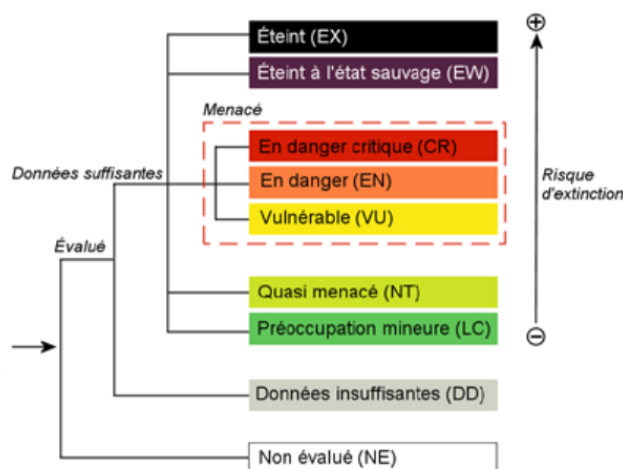 Éteint (EX)
Éteint à l'état sauvage (EW)
Menacé
En danger critique (CR)
Données suffisantes
En danger (EN)
Risque
d'extinction
Vulnérable (VU)
Évalué
Quasi menacé (NT)
Préoccupation mineure (LC)
Données insuffisantes (DD)
Non évalué (NE)